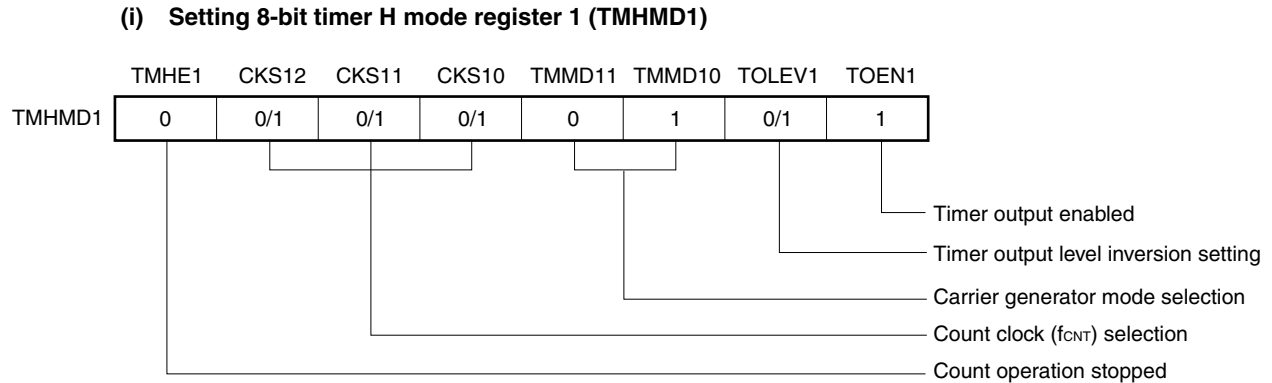 (i) Setting 8-bit timer H mode register 1 (TMHMD1)
TMHE1 CKS12 CKS11 CKS10 TMMD11 TMMD10 TOLEV1 TOEN1
TMHMD1 0 0/1 0/1 0/1 0 1 0/1 1
Timer output enabled
Timer output level inversion setting
Carrier generator mode selection
Count clock (fCNT) selection
Count operation stopped